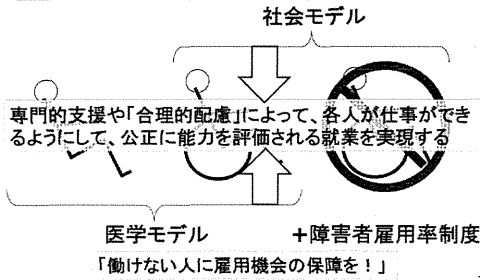 社会モデル
専門的支援や「合理的配慮」によって、各人が仕事ができ
るようにして、公正に能力を評価される就業を実現する
医学モデル
+障害者雇用率制度
「働けない人に雇用機会の保障を!」